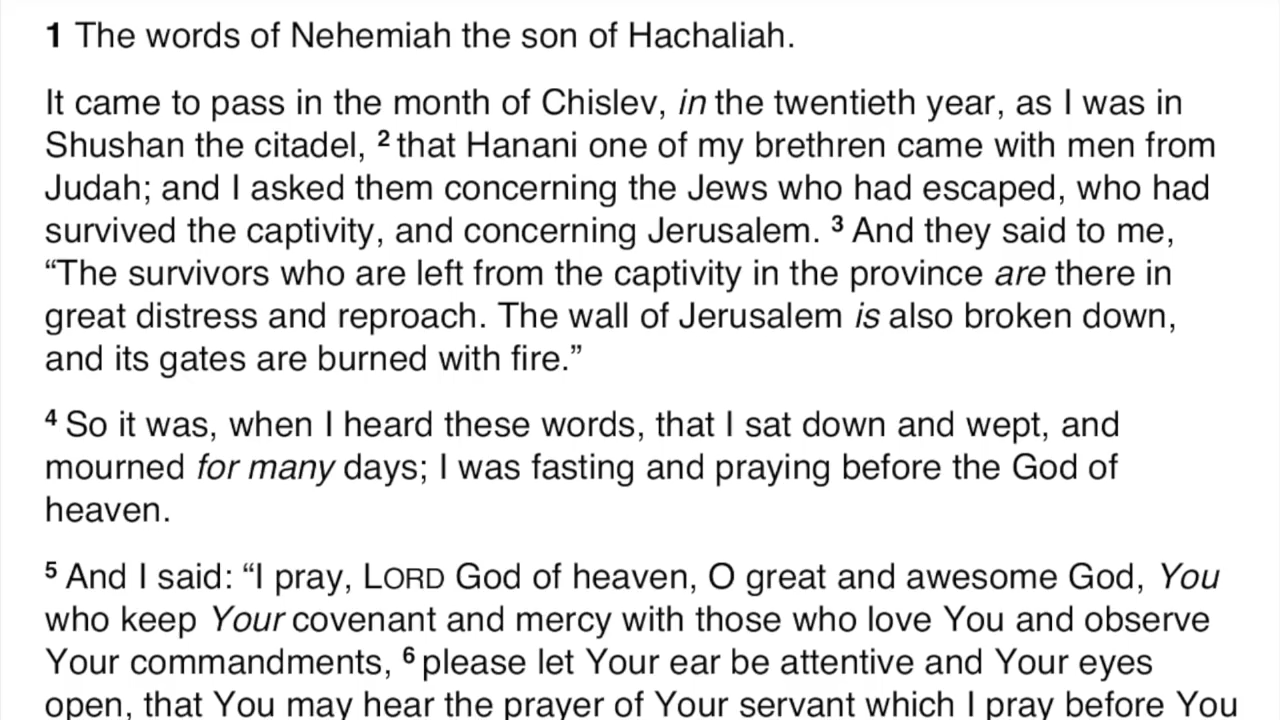 1 The words of Nehemiah the son of Hachaliah.
It came to pass in the month of Chislev, in the twentieth year, as I was in
Shushan the citadel, 2 that Hanani one of my brethren came with men from
Judah; and I asked them concerning the Jews who had escaped, who had
survived the captivity, and concerning Jerusalem. 3 And they said to me,
“The survivors who are left from the captivity in the province are there in
great distress and reproach. The wall of Jerusalem is also broken down,
and its gates are burned with fire.”
4 So it was, when I heard these words, that I sat down and wept, and
mourned for many days; I was fasting and praying before the God of
heaven.
5 And I said: “I pray, LORD God of heaven, O great and awesome God, You
who keep Your covenant and mercy with those who love You and observe
Your commandments, 6 please let Your ear be attentive and Your eyes
open, that You may hear the prayer of Your servant which I pray before You